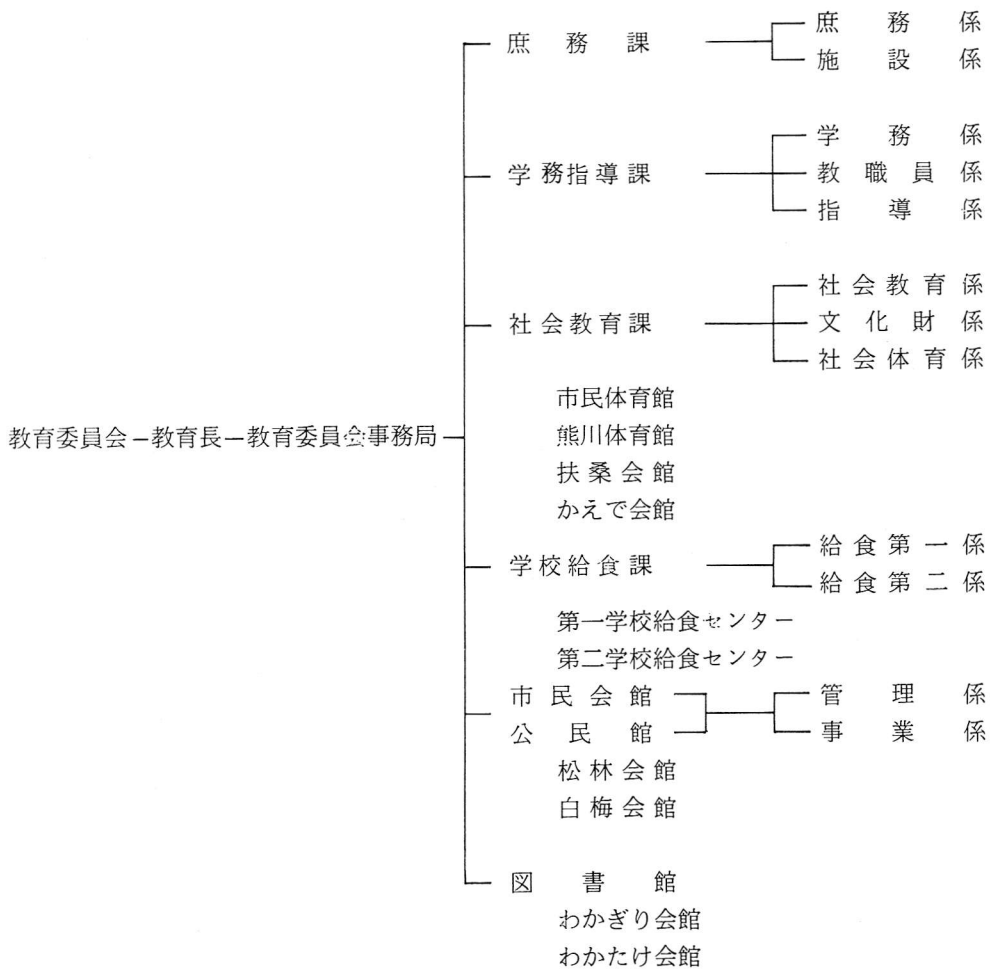 庶務課
庶務係
施設係
学務指導課
学務係
教職員係
指導係
社会教育課
社会教育係
文化財係
社会体育係
市民体育館
熊川体育館
扶桑会館
かえで会館
教育委員会－教育長－教育委員会事務局
学校給食課
給食第一係
給食第二係
第一学校給食センター
第二学校給食センター
市民会館
公民館
管理係
事業係
松林会館
白梅会館
図書館
わかぎり会館
わかたけ会館